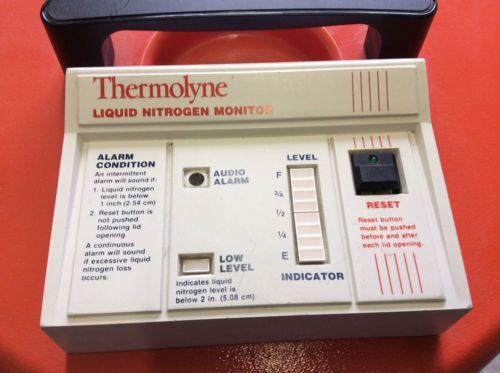 Thermolyne
LIQUID NITROGEN MONITOR
ALARM
CONDITION
An intermittent
alarm will sound if:
1. Liquid nitrogen
level is below
1 inch (2.54 cm)
2. Reset button is
not pushed
following lid
opening
A continuous
alarm will sound
if excessive liquid
nitrogen loss
occurs.
AUDIO
ALARM
LOW
LEVEL
Indicates liquid
nitrogen level is
below 2 in. (5.08 cm)
LEVEL
F
3/4
1/2
1/4
E
INDICATOR
RESET
Reset button
must be pushed
before and after
each lid opening.